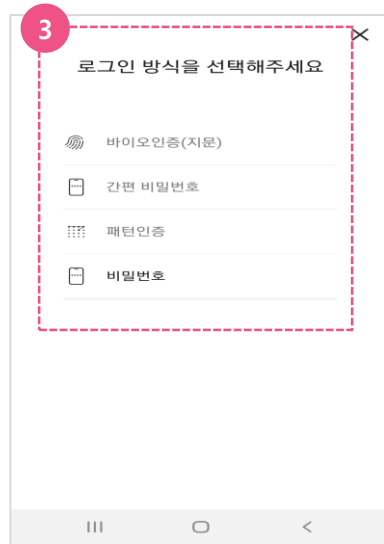 3
로그인 방식을 선택해주세요
바이오인증(지문)
간편 비밀번호
패턴인증
비밀번호